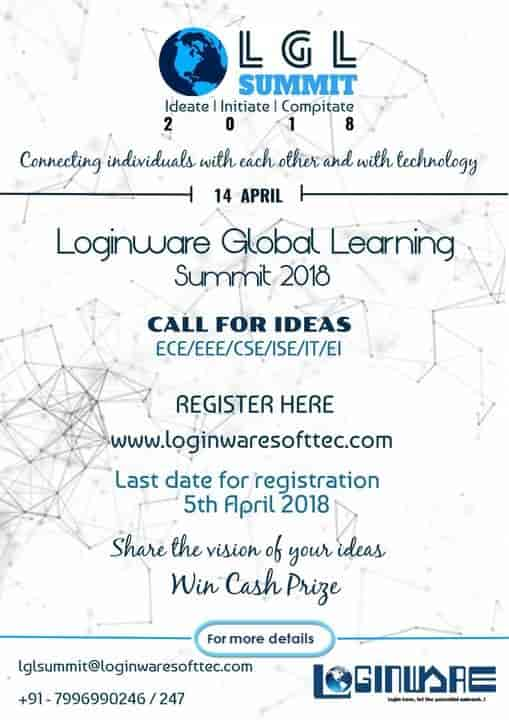 LGL
SUMMIT
Ideate | Initiate | Compitate
2 0 1 8
Connecting individuals with each other and with technology
14 APRIL
Loginware Global Learning
Summit 2018
CALL FOR IDEAS
ECE/EEE/CSE/ISE/IT/EI
REGISTER HERE
www.loginwaresofttec.com
Last date for registration
5th April 2018
Share the vision of your ideas
Win Cash Prize
For more details
lglsummit@loginwaresofttec.com
+91 - 7996990246 / 247
LOGINWARE